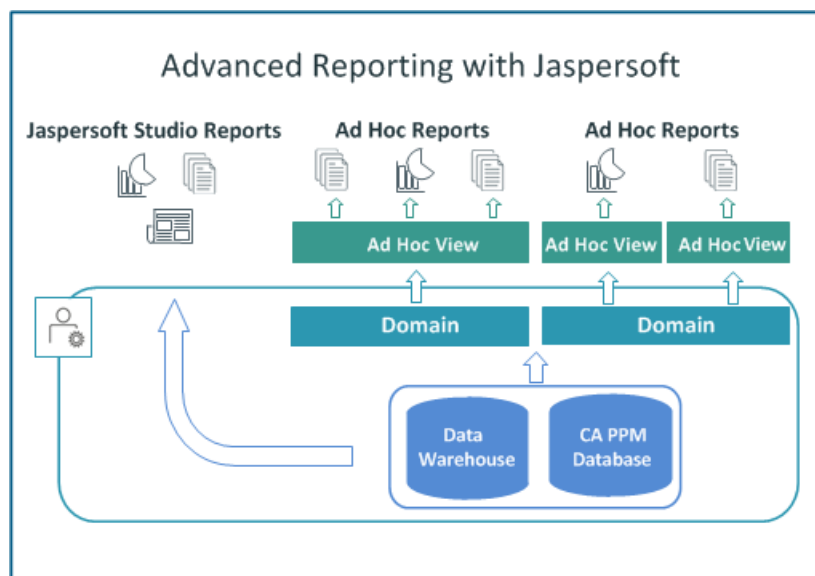 Advanced Reporting with Jaspersoft
Jaspersoft Studio Reports
Ad Hoc Reports
Ad Hoc Reports
Ad Hoc View
Ad Hoc View
Ad Hoc View
Domain
Domain
Data
Warehouse
CA PPM
Database